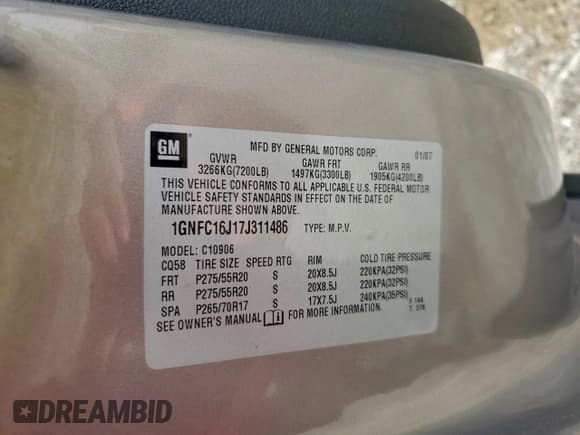 GM
MFD BY GENERAL MOTORS CORP. 01/07
GVWR GAWR FRT GAWR RR
3266KG(7200LB) 1497KG(3300LB) 1905KG(4200LB)
THIS VEHICLE CONFORMS TO ALL APPLICABLE U.S. FEDERAL MOTOR
VEHICLE SAFETY STANDARDS IN EFFECT ON THE DATE OF
MANUFACTURE SHOWN ABOVE.
1GNFC16J17J311486 TYPE: M.P.V.
MODEL: C10906
CQ58 TIRE SIZE SPEED RTG RIM COLD TIRE PRESSURE
FRT P275/55R20 S 20X8.5J 220KPA(32PSI)
RR P275/55R20 S 20X8.5J 220KPA(32PSI)
SPA P265/70R17 S 17X7.5J 240KPA(35PSI)
SEE OWNER'S MANUAL FOR MORE INFORMATION.
DREAMBID